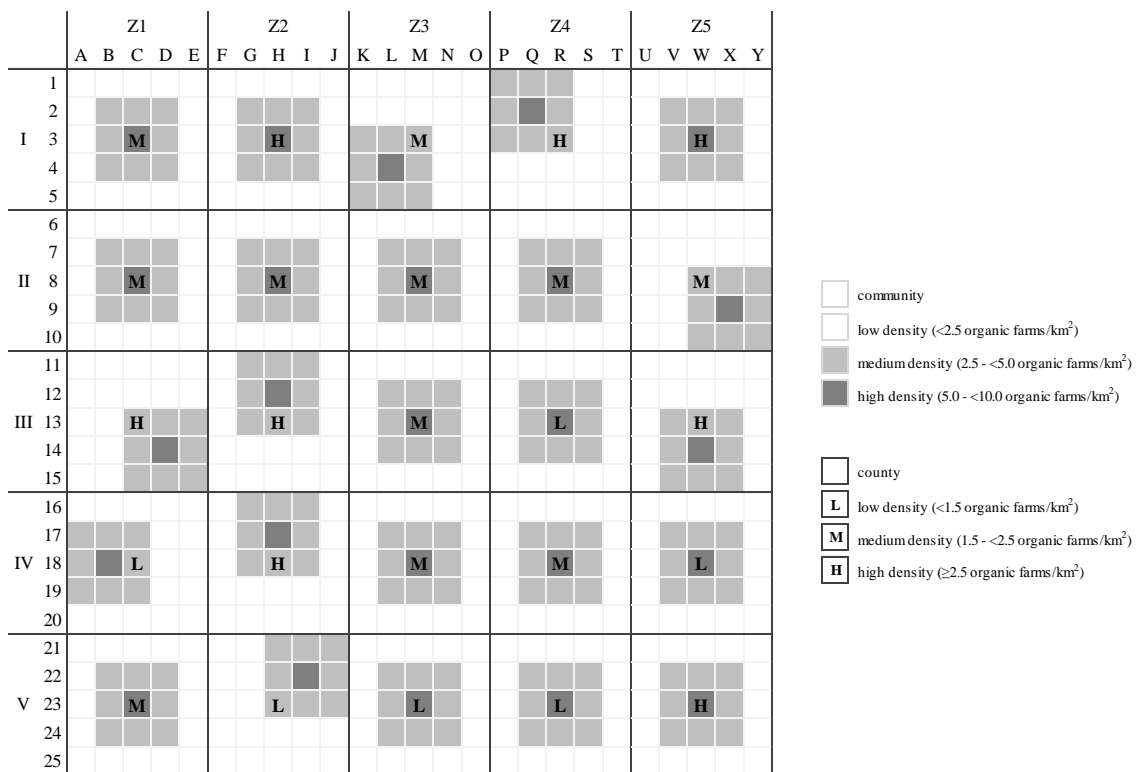 Z1 Z2 Z3 Z4 Z5
A B C D E F G H I J K L M N O P Q R S T U V W X Y
1
2
I 3 M H M H H
4
5
6
7
II 8 M M M M M
9
10
11
12
III 13 H H M L H
14
15
16
17
IV 18 L H M M L
19
20
21
22
V 23 M L L L H
24
25
community
low density (<2.5 organic farms/km²)
medium density (2.5 - <5.0 organic farms/km²)
high density (5.0 - <10.0 organic farms/km²)
county
L low density (<1.5 organic farms/km²)
M medium density (1.5 - <2.5 organic farms/km²)
H high density (≥2.5 organic farms/km²)